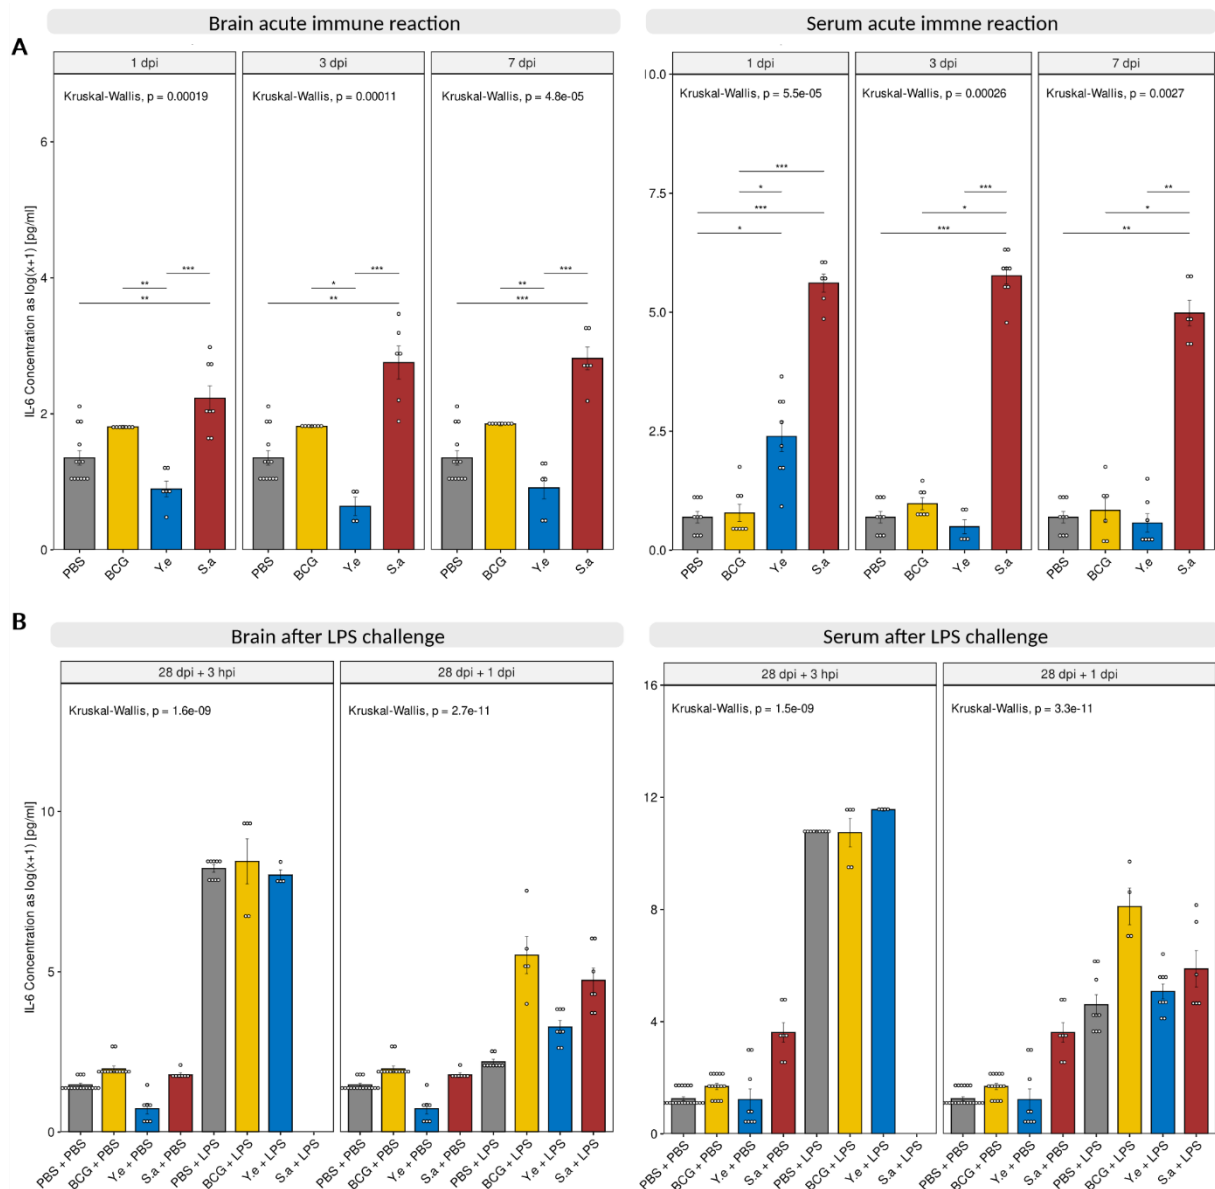 Brain acute immune reaction
Serum acute immne reaction
A
1 dpi
3 dpi
7 dpi
1 dpi
3 dpi
7 dpi
Kruskal-Wallis, p = 0.00019
Kruskal-Wallis, p = 0.00011
Kruskal-Wallis, p = 4.8e-05
Kruskal-Wallis, p = 5.5e-05
Kruskal-Wallis, p = 0.00026
Kruskal-Wallis, p = 0.0027
IL-6 Concentration as log(x+1) [pg/ml]
6
4
2
0
10.0
7.5
5.0
2.5
0.0
** ** ***
** * ***
*** ** ***
* *** * ***
*** * ***
** * **
PBS BCG Y.e S.a
PBS BCG Y.e S.a
PBS BCG Y.e S.a
PBS BCG Y.e S.a
PBS BCG Y.e S.a
PBS BCG Y.e S.a
B
Brain after LPS challenge
Serum after LPS challenge
28 dpi + 3 hpi
28 dpi + 1 dpi
28 dpi + 3 hpi
28 dpi + 1 dpi
Kruskal-Wallis, p = 1.6e-09
Kruskal-Wallis, p = 2.7e-11
Kruskal-Wallis, p = 1.5e-09
Kruskal-Wallis, p = 3.3e-11
IL-6 Concentration as log(x+1) [pg/ml]
10
5
0
16
12
8
4
0
PBS + PBS
BCG + PBS
Y.e + PBS
S.a + PBS
PBS + LPS
BCG + LPS
Y.e + LPS
S.a + LPS
PBS + PBS
BCG + PBS
Y.e + PBS
S.a + PBS
PBS + LPS
BCG + LPS
Y.e + LPS
S.a + LPS
PBS + PBS
BCG + PBS
Y.e + PBS
S.a + PBS
PBS + LPS
BCG + LPS
Y.e + LPS
S.a + LPS
PBS + PBS
BCG + PBS
Y.e + PBS
S.a + PBS
PBS + LPS
BCG + LPS
Y.e + LPS
S.a + LPS